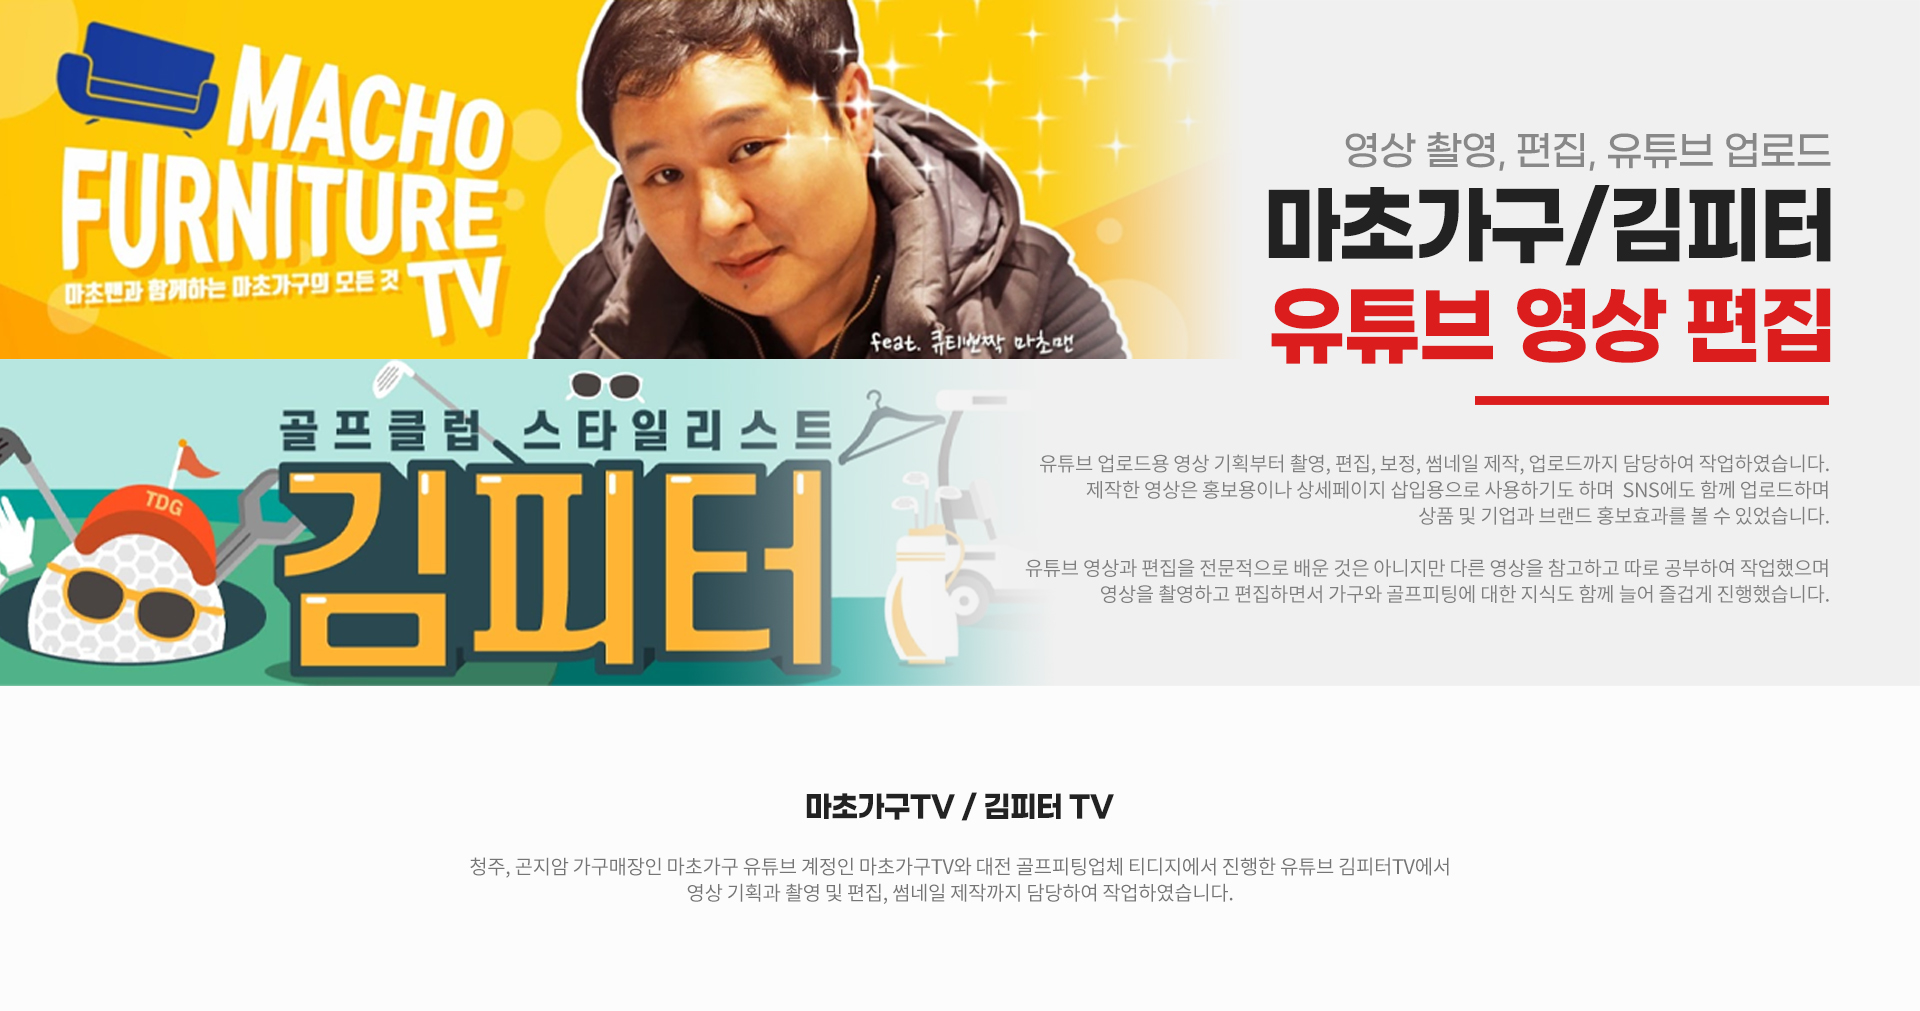 MACHO
FURNITURE
TV
마초맨과 함께하는 마초가구의 모든 것
feat. 큐티뽀짝 마초맨
영상 촬영, 편집, 유튜브 업로드
마초가구/김피터
유튜브 영상 편집
골프클럽 스타일리스트
김피터
TDG
유튜브 업로드용 영상 기획부터 촬영, 편집, 보정, 썸네일 제작, 업로드까지 담당하여 작업하였습니다.
제작한 영상은 홍보용이나 상세페이지 삽입용으로 사용하기도 하며 SNS에도 함께 업로드하며
상품 및 기업과 브랜드 홍보효과를 볼 수 있었습니다.
유튜브 영상과 편집을 전문적으로 배운 것은 아니지만 다른 영상을 참고하고 따로 공부하여 작업했으며
영상을 촬영하고 편집하면서 가구와 골프피팅에 대한 지식도 함께 늘어 즐겁게 진행했습니다.
마초가구TV / 김피터 TV
청주, 곤지암 가구매장인 마초가구 유튜브 계정인 마초가구TV와 대전 골프피팅업체 티디지에서 진행한 유튜브 김피터TV에서
영상 기획과 촬영 및 편집, 썸네일 제작까지 담당하여 작업하였습니다.